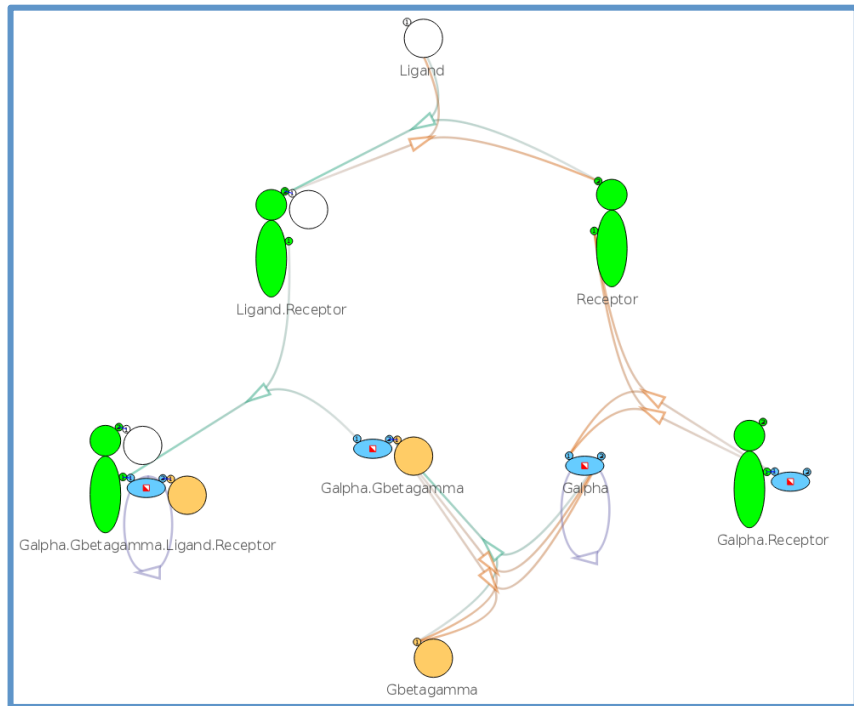 Ligand
Ligand.Receptor
Receptor
Galpha.Gbetagamma
Galpha
Galpha.Receptor
Galpha.Gbetagamma.Ligand.Receptor
Gbetagamma